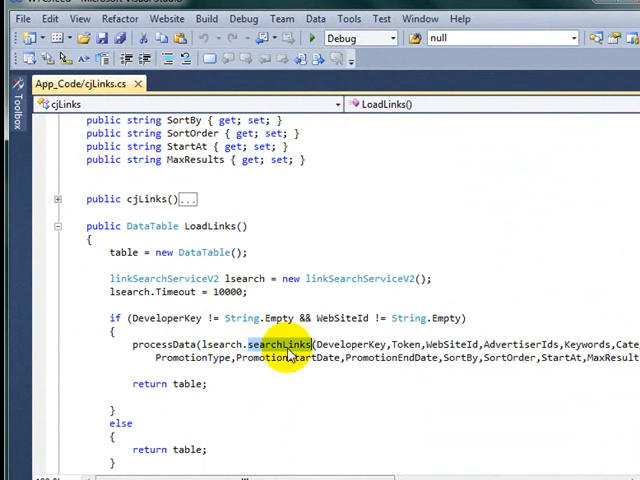 File Edit View Refactor Website Build Debug Team Data Tools Test Window Help
Debug null
App_Code/cjLinks.cs
Toolbox
cjLinks LoadLinks()
public string SortBy { get; set; }
public string SortOrder { get; set; }
public string StartAt { get; set; }
public string MaxResults { get; set; }
public cjLinks()...
public DataTable LoadLinks()
{
table = new DataTable();
linkSearchServiceV2 lsearch = new linkSearchServiceV2();
lsearch.Timeout = 10000;
if (DeveloperKey != String.Empty && WebSiteId != String.Empty)
{
processData(lsearch.searchLinks(DeveloperKey,Token,WebSiteId,AdvertiserIds,Keywords,Cate
PromotionType,PromotionStartDate,PromotionEndDate,SortBy,SortOrder,StartAt,MaxResult
return table;
}
else
{
return table;
}